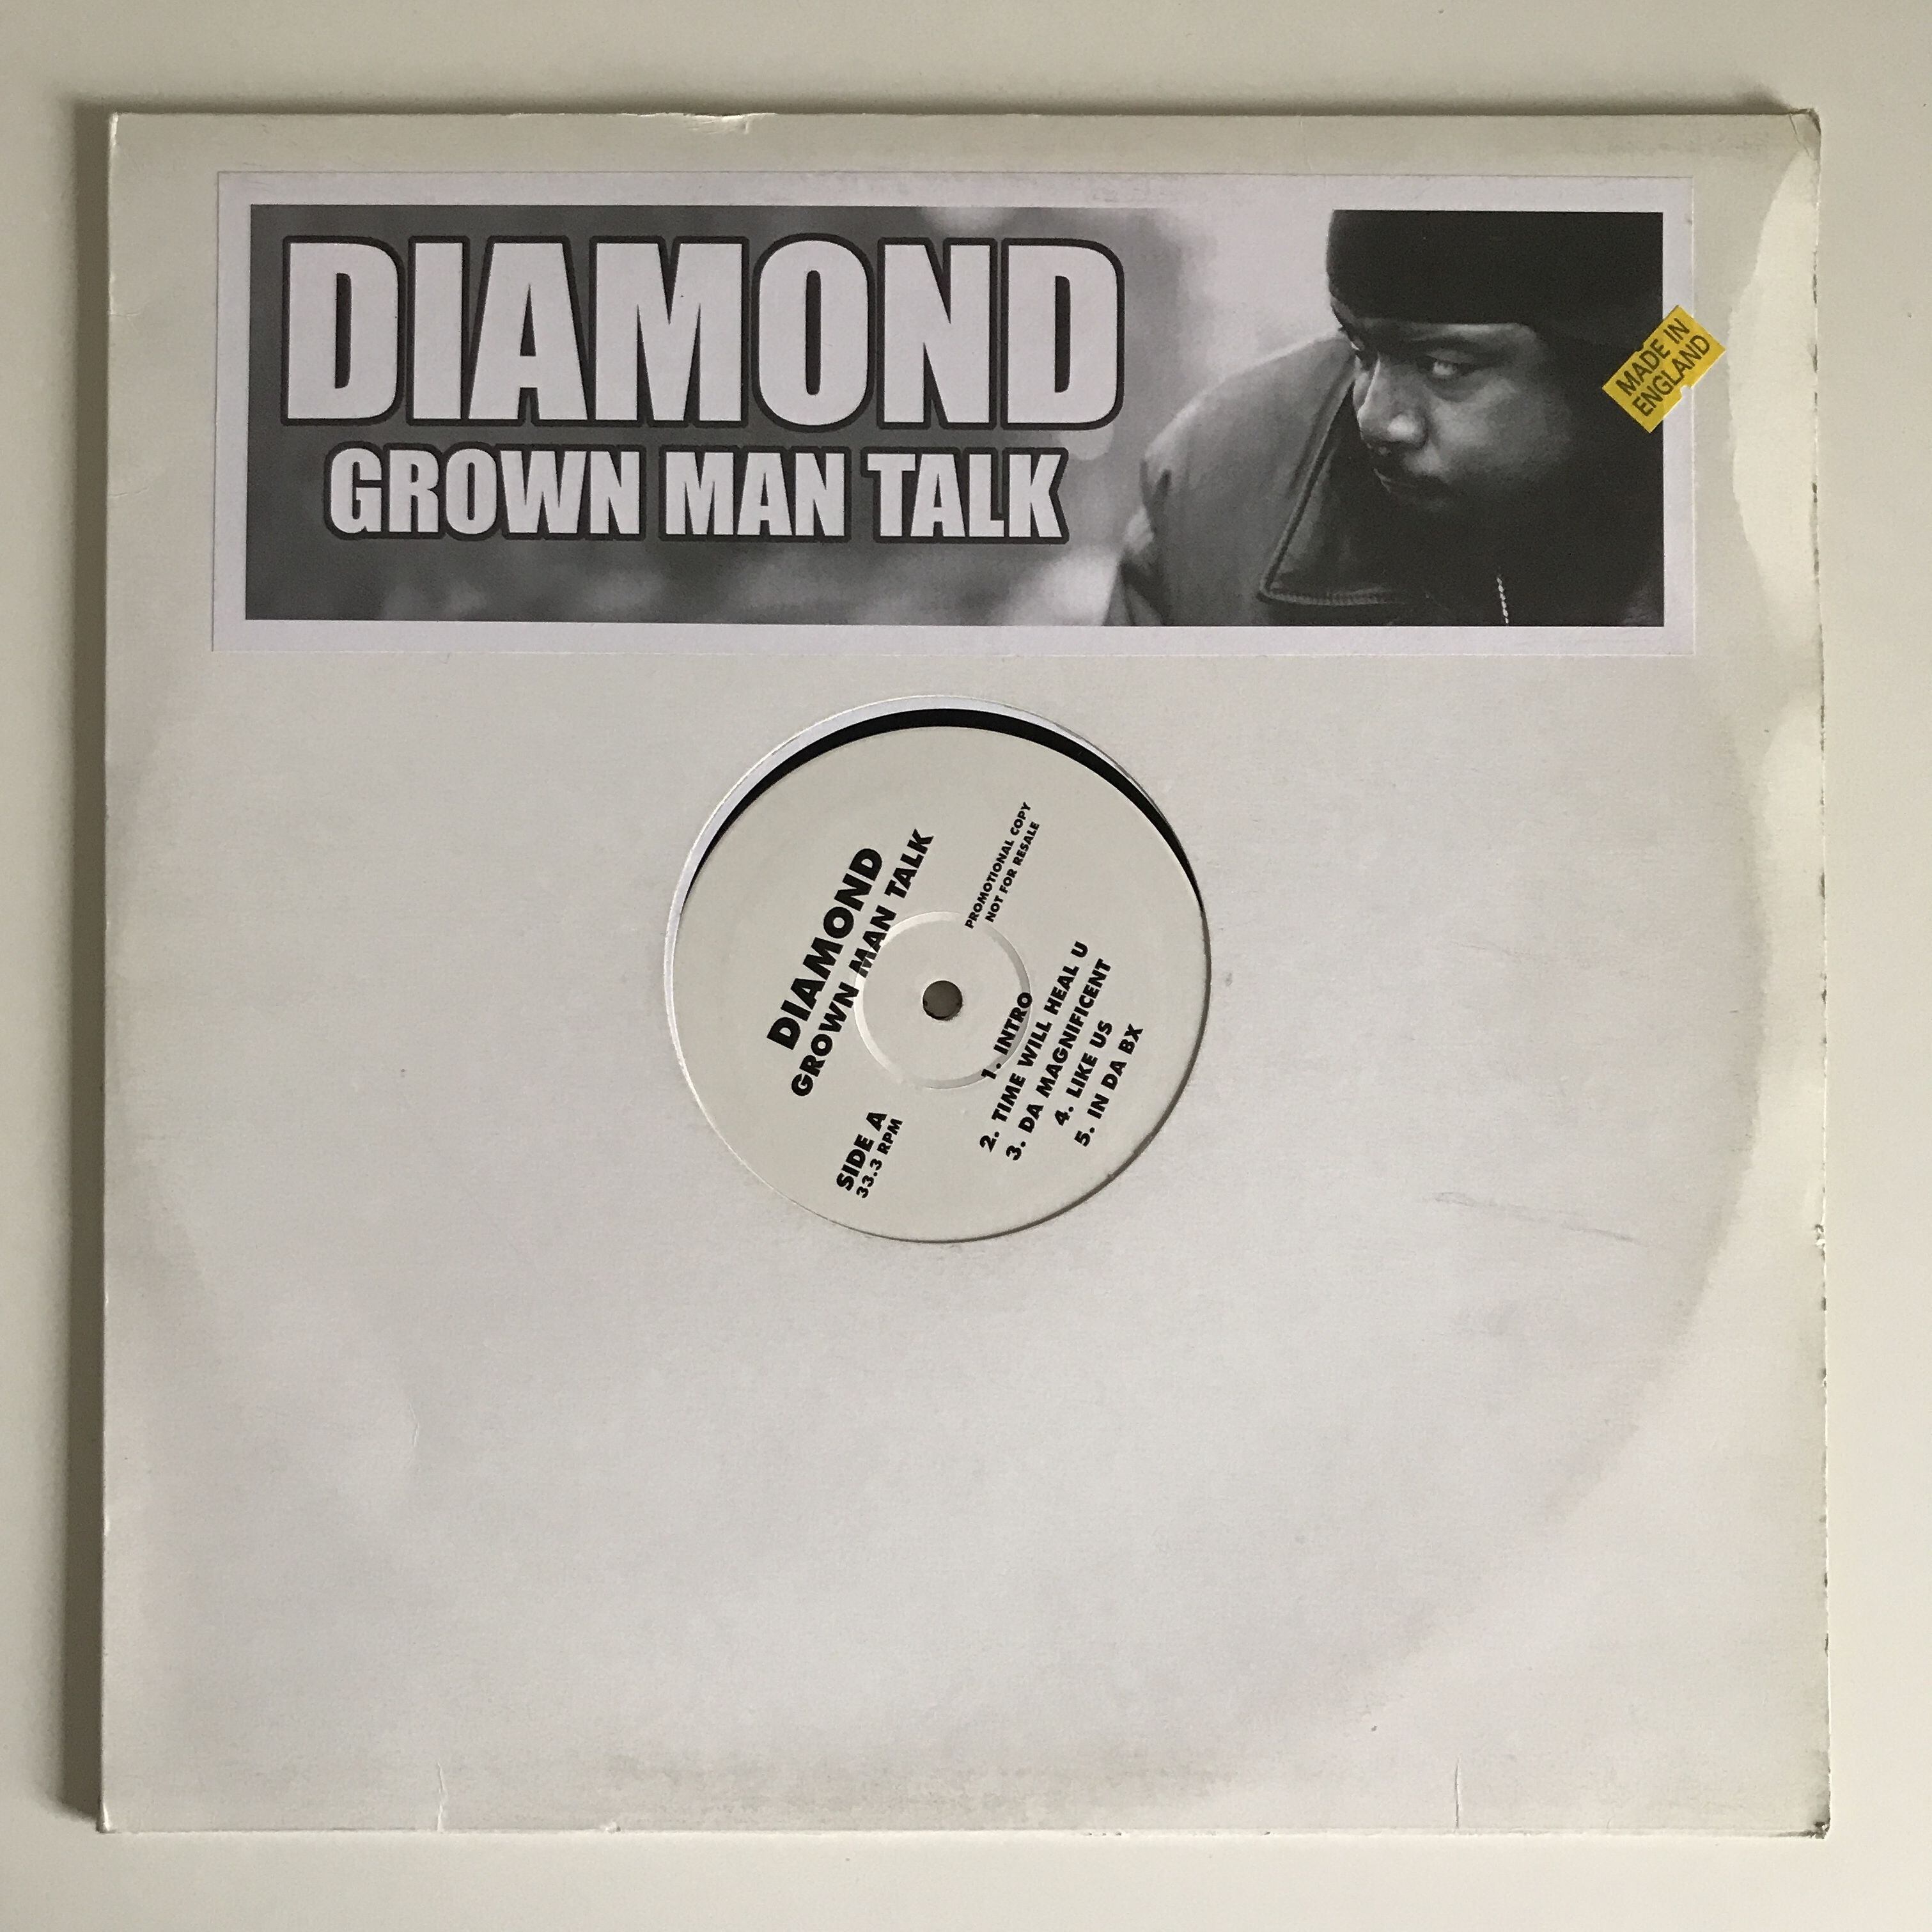 DIAMOND
GROWN MAN TALK
MADE IN
ENGLAND
DIAMOND
GROWN MAN TALK
PROMOTIONAL COPY
NOT FOR RESALE
SIDE A
33.3 RPM
1. INTRO
2. TIME WILL HEAL U
3. DA MAGNIFICENT
4. LIKE US
5. IN DA BX